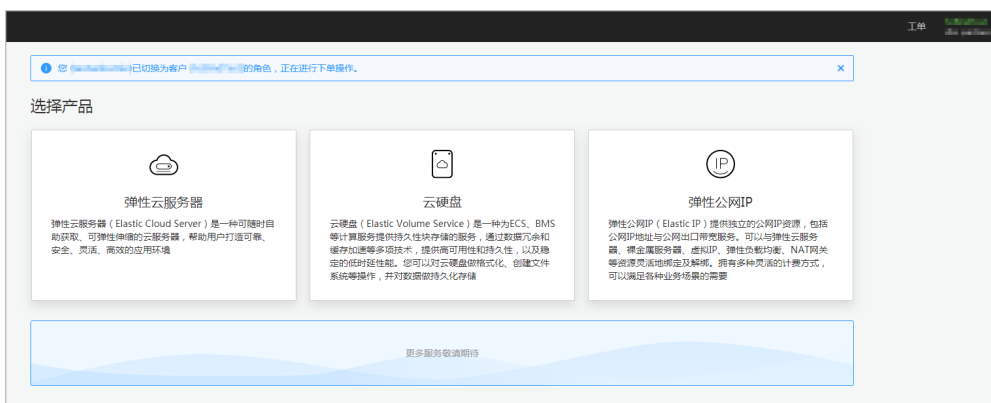 工单
您 已切换为客户 的角色，正在进行下单操作。
选择产品
弹性云服务器
弹性云服务器（Elastic Cloud Server）是一种可随时自
助获取、可弹性伸缩的云服务器，帮助用户打造可靠、
安全、灵活、高效的应用环境
云硬盘
云硬盘（Elastic Volume Service）是一种为ECS、BMS
等计算服务提供持久性块存储的服务，通过数据冗余和
缓存加速等多项技术，提供高可用性和持久性，以及稳
定的低时延性能。您可以对云硬盘做格式化、创建文件
系统等操作，并对数据做持久化存储
IP
弹性公网IP
弹性公网IP（Elastic IP）提供独立的公网IP资源，包括
公网IP地址与公网出口带宽服务。可以与弹性云服务
器、裸金属服务器、虚拟IP、弹性负载均衡、NAT网关
等资源灵活地绑定及解绑。拥有多种灵活的计费方式，
可以满足各种业务场景的需要
更多服务敬请期待